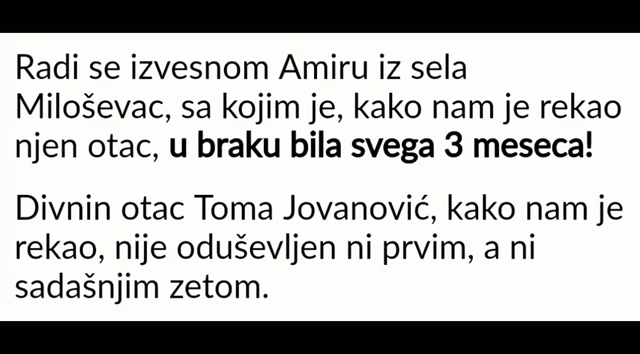 Radi se izvesnom Amiru iz sela
Miloševac, sa kojim je, kako nam je rekao
njen otac, u braku bila svega 3 meseca!
Divnin otac Toma Jovanović, kako nam je
rekao, nije oduševljen ni prvim, a ni
sadašnjim zetom.